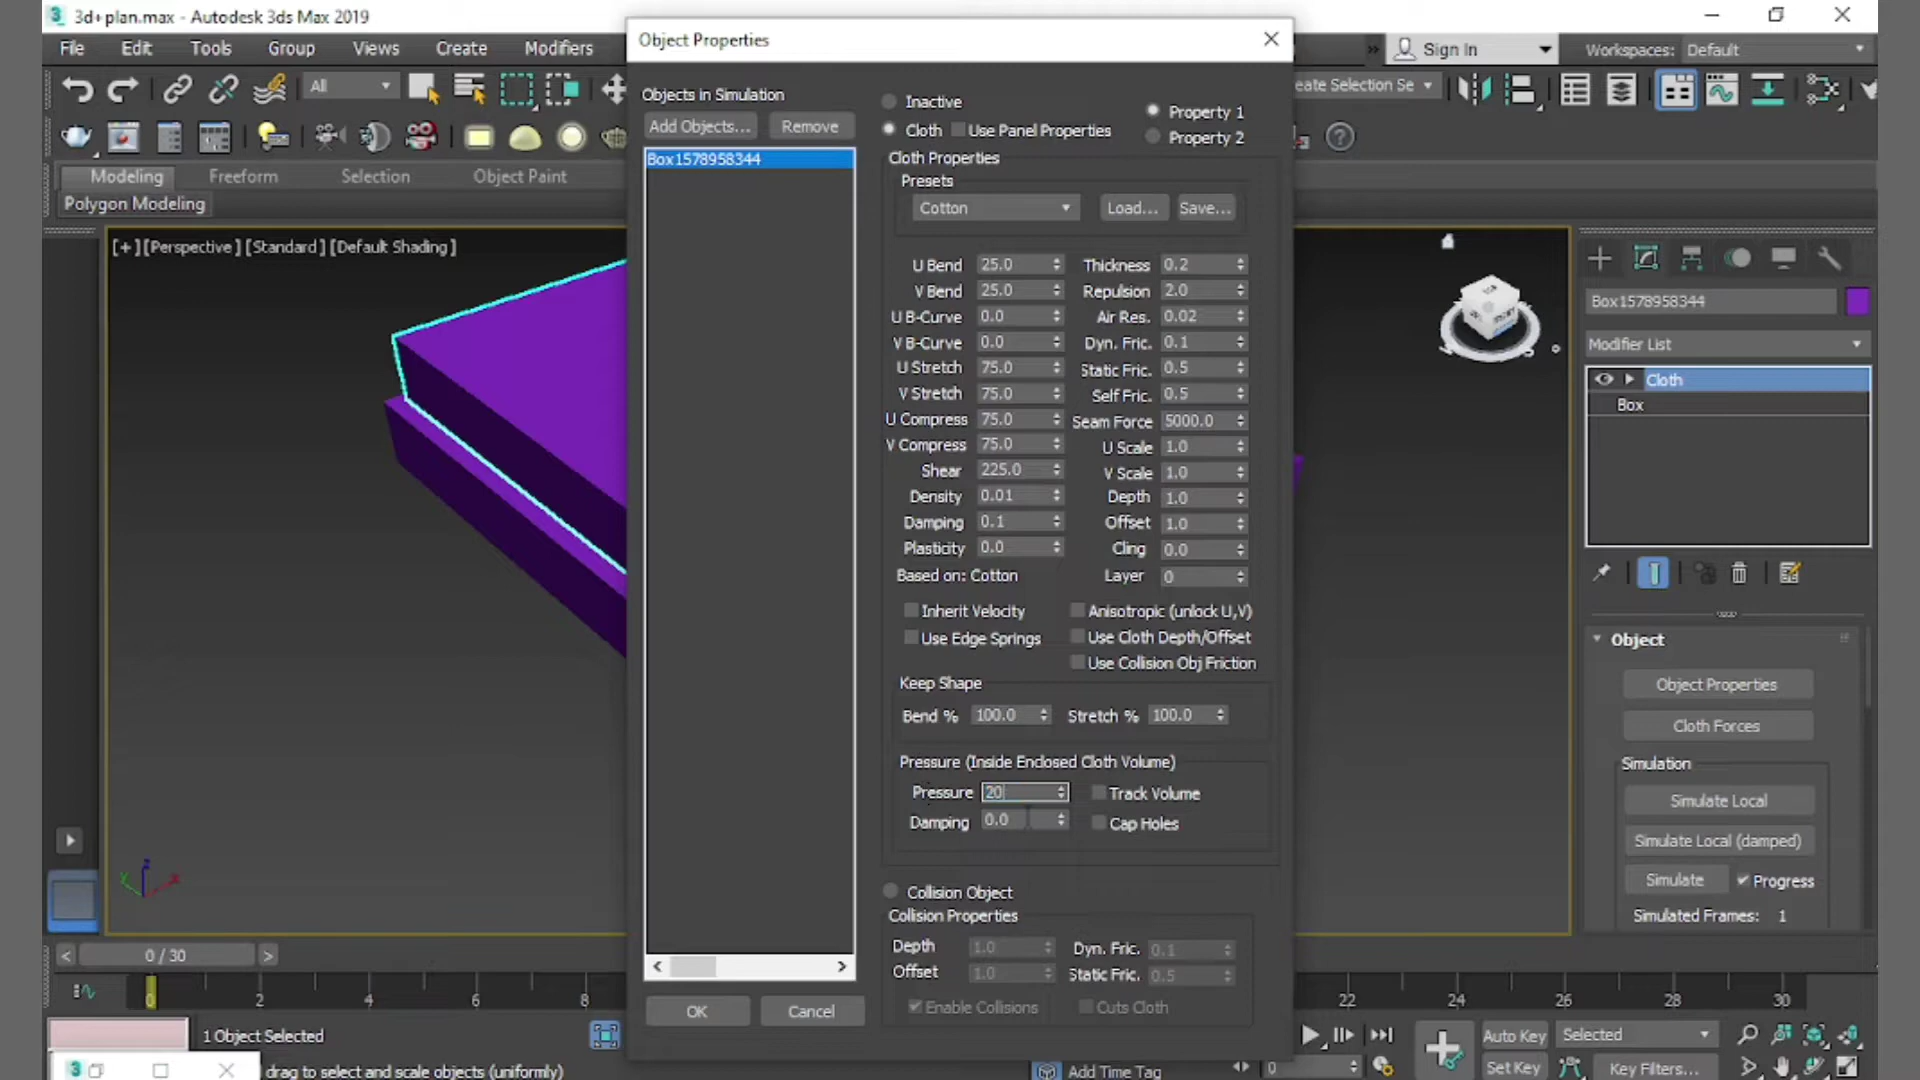 3d+plan.max - Autodesk 3ds Max 2019
File Edit Tools Group Views Create Modifiers
Sign In Workspaces: Default
All
eate Selection Se
Modeling Freeform Selection Object Paint
Polygon Modeling
[+][Perspective][Standard][Default Shading]
Object Properties
Objects in Simulation
Add Objects... Remove
Box1578958344
Inactive
Cloth Use Panel Properties
Property 1
Property 2
Cloth Properties
Presets
Cotton Load... Save...
U Bend 25.0 Thickness 0.2
V Bend 25.0 Repulsion 2.0
U B-Curve 0.0 Air Res. 0.02
V B-Curve 0.0 Dyn. Fric. 0.1
U Stretch 75.0 Static Fric. 0.5
V Stretch 75.0 Self Fric. 0.5
U Compress 75.0 Seam Force 5000.0
V Compress 75.0 U Scale 1.0
Shear 225.0 V Scale 1.0
Density 0.01 Depth 1.0
Damping 0.1 Offset 1.0
Plasticity 0.0 Cling 0.0
Based on: Cotton Layer 0
Inherit Velocity Anisotropic (unlock U,V)
Use Edge Springs Use Cloth Depth/Offset
Use Collision Obj Friction
Keep Shape
Bend % 100.0 Stretch % 100.0
Pressure (Inside Enclosed Cloth Volume)
Pressure 20 Track Volume
Damping 0.0 Cap Holes
Collision Object
Collision Properties
Depth 1.0 Dyn. Fric. 0.1
Offset 1.0 Static Fric. 0.5
Enable Collisions Cuts Cloth
OK Cancel
Box1578958344
Modifier List
Cloth
Box
Object
Object Properties
Cloth Forces
Simulation
Simulate Local
Simulate Local (damped)
Simulate Progress
Simulated Frames: 1
< 0 / 30 >
0 2 4 6 8 22 24 26 28 30
1 Object Selected
drag to select and scale objects (uniformly)
Add Time Tag
0
Auto Key Selected
Set Key Key Filters...